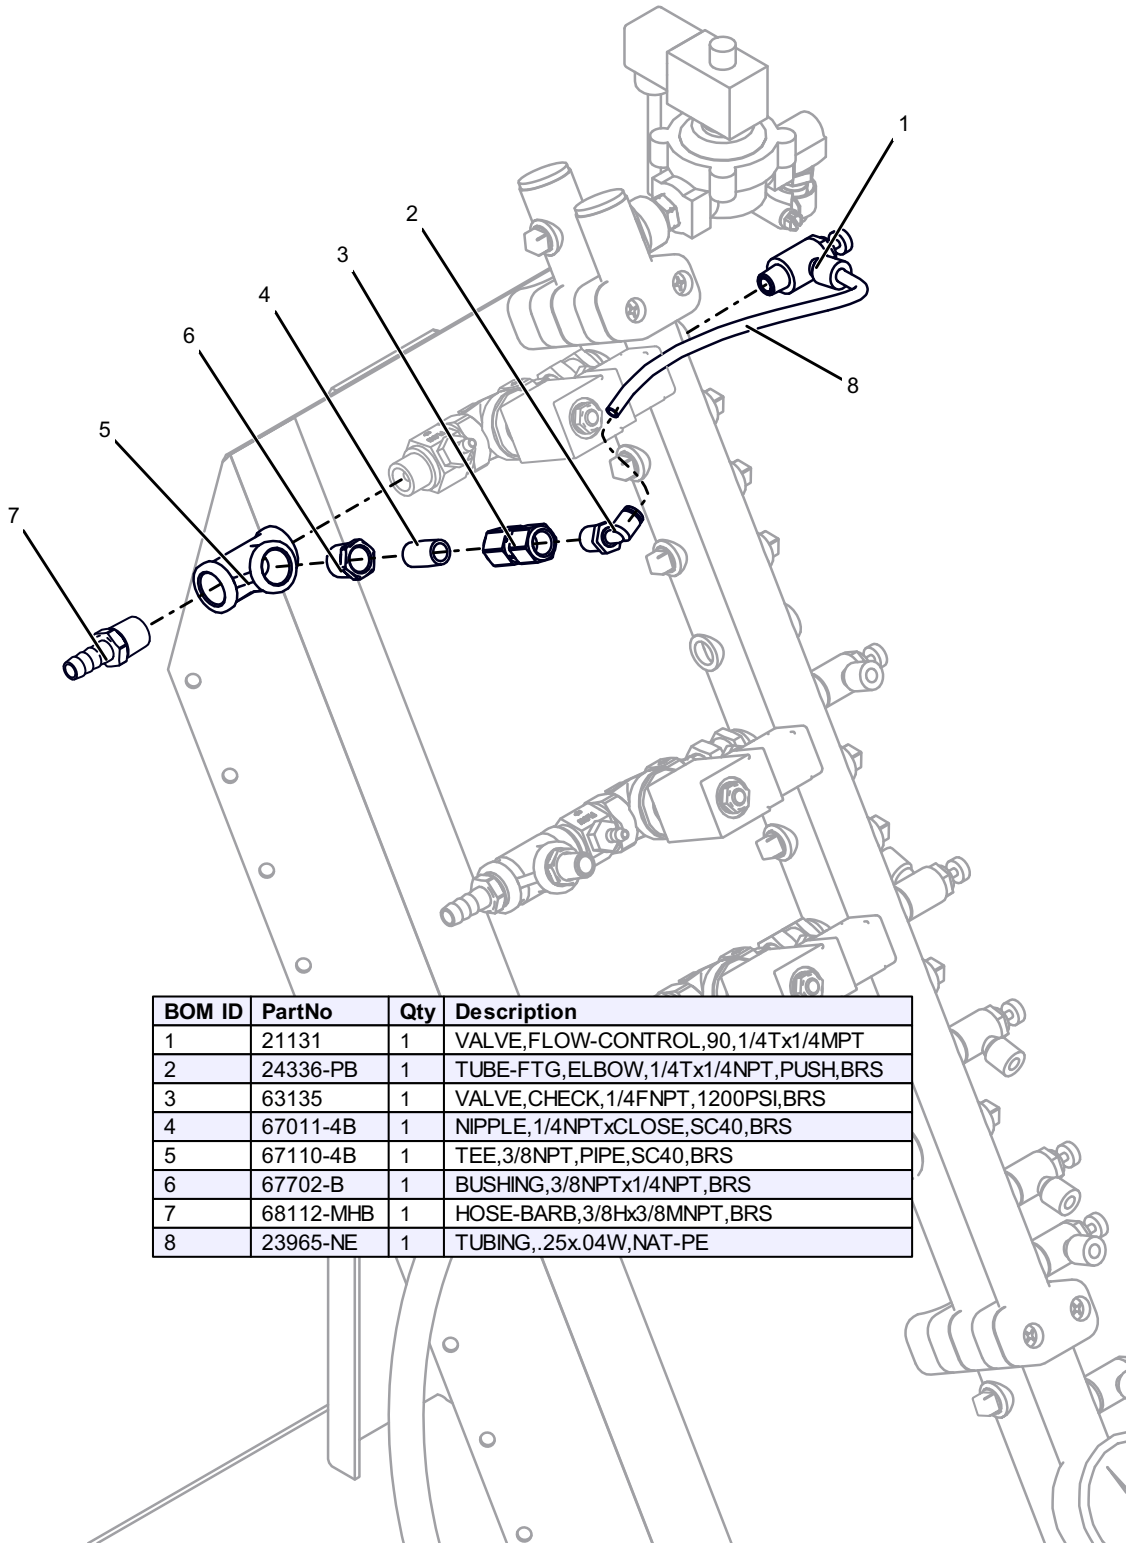 1
2
3
4
6
8
5
7
BOM ID PartNo Qty Description
1 21131 1 VALVE,FLOW-CONTROL,90,1/4Tx1/4MPT
2 24336-PB 1 TUBE-FTG,ELBOW,1/4Tx1/4NPT,PUSH,BRS
3 63135 1 VALVE,CHECK,1/4FNPT,1200PSI,BRS
4 67011-4B 1 NIPPLE,1/4NPTxCLOSE,SC40,BRS
5 67110-4B 1 TEE,3/8NPT,PIPE,SC40,BRS
6 67702-B 1 BUSHING,3/8NPTx1/4NPT,BRS
7 68112-MHB 1 HOSE-BARB,3/8Hx3/8MNPT,BRS
8 23965-NE 1 TUBING,.25x.04W,NAT-PE